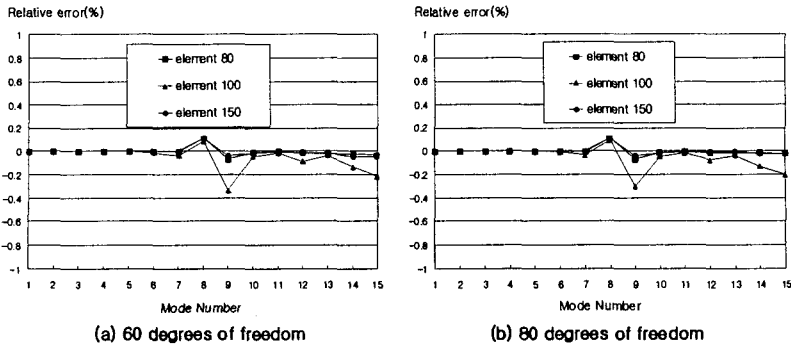 Relative error(%)
1
0.8
0.6
0.4
0.2
0
-0.2
-0.4
-0.6
-0.8
-1
element 80
element 100
element 150
1 2 3 4 5 6 7 8 9 10 11 12 13 14 15
Mode Number
(a) 60 degrees of freedom
Relative error(%)
1
0.8
0.6
0.4
0.2
0
-0.2
-0.4
-0.6
-0.8
-1
element 80
element 100
element 150
1 2 3 4 5 6 7 8 9 10 11 12 13 14 15
Mode Number
(b) 80 degrees of freedom